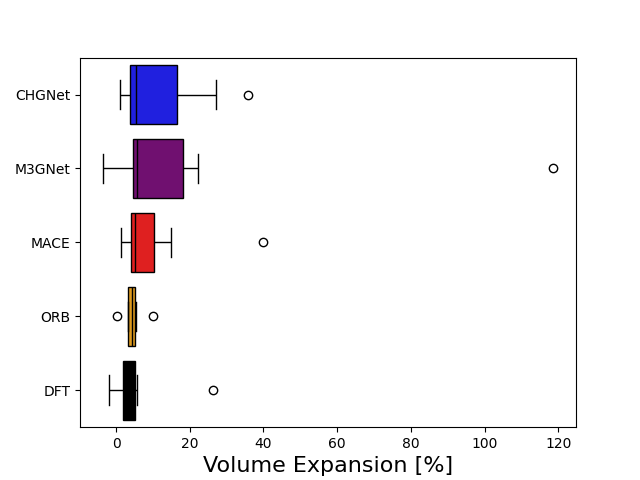 CHGNet
M3GNet
MACE
ORB
DFT
0 20 40 60 80 100 120
Volume Expansion [%]